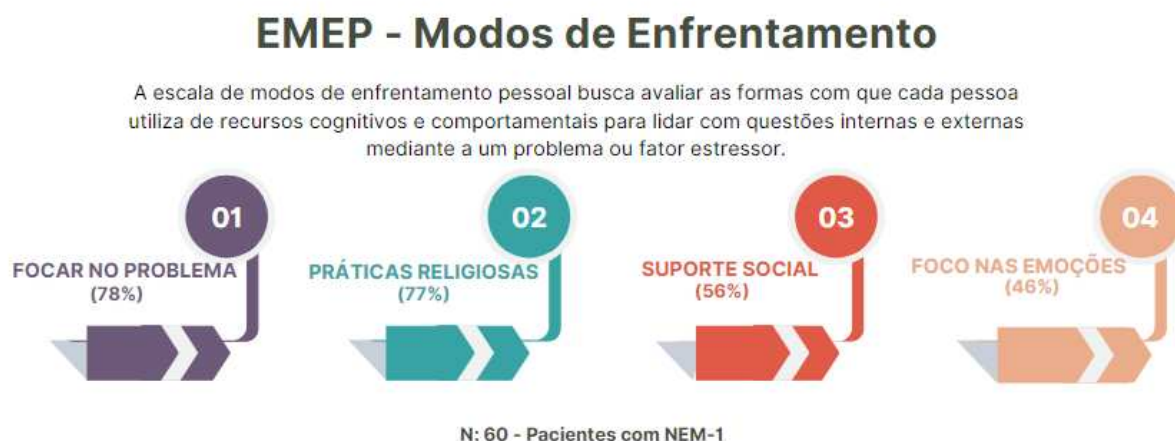 EMEP - Modos de Enfrentamento
A escala de modos de enfrentamento pessoal busca avaliar as formas com que cada pessoa
utiliza de recursos cognitivos e comportamentais para lidar com questões internas e externas
mediante a um problema ou fator estressor.
01
FOCAR NO PROBLEMA
(78%)
02
PRÁTICAS RELIGIOSAS
(77%)
03
SUPORTE SOCIAL
(56%)
04
FOCO NAS EMOÇÕES
(46%)
N: 60 - Pacientes com NEM-1